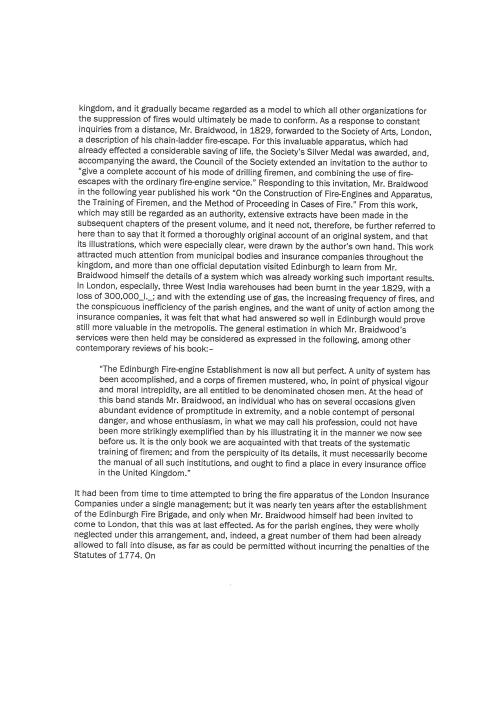 kingdom, and it gradually became regarded as a model to which all other organizations for
the suppression of fires would ultimately be made to conform. As a response to constant
inquiries from a distance, Mr. Braidwood, in 1829, forwarded to the Society of Arts, London,
a description of his chain-ladder fire-escape. For this invaluable apparatus, which had
already effected a considerable saving of life, the Society's Silver Medal was awarded, and,
accompanying the award, the Council of the Society extended an invitation to the author to
"give a complete account of his mode of drilling firemen, and combining the use of fire-
escapes with the ordinary fire-engine service." Responding to this invitation, Mr. Braidwood
in the following year published his work "On the Construction of Fire-Engines and Apparatus,
the Training of Firemen, and the Method of Proceeding in Cases of Fire." From this work,
which may still be regarded as an authority, extensive extracts have been made in the
subsequent chapters of the present volume, and it need not, therefore, be further referred to
here than to say that it formed a thoroughly original account of an original system, and that
its illustrations, which were especially clear, were drawn by the author's own hand. This work
attracted much attention from municipal bodies and insurance companies throughout the
kingdom, and more than one official deputation visited Edinburgh to learn from Mr.
Braidwood himself the details of a system which was already working such important results.
In London, especially, three West India warehouses had been burnt in the year 1829, with a
loss of 300,000_l._; and with the extending use of gas, the increasing frequency of fires, and
the conspicuous inefficiency of the parish engines, and the want of unity of action among the
insurance companies, it was felt that what had answered so well in Edinburgh would prove
still more valuable in the metropolis. The general estimation in which Mr. Braidwood's
services were then held may be considered as expressed in the following, among other
contemporary reviews of his book:–
"The Edinburgh Fire-engine Establishment is now all but perfect. A unity of system has
been accomplished, and a corps of firemen mustered, who, in point of physical vigour
and moral intrepidity, are all entitled to be denominated chosen men. At the head of
this band stands Mr. Braidwood, an individual who has on several occasions given
abundant evidence of promptitude in extremity, and a noble contempt of personal
danger, and whose enthusiasm, in what we may call his profession, could not have
been more strikingly exemplified than by his illustrating it in the manner we now see
before us. It is the only book we are acquainted with that treats of the systematic
training of firemen; and from the perspicuity of its details, it must necessarily become
the manual of all such institutions, and ought to find a place in every insurance office
in the United Kingdom."
It had been from time to time attempted to bring the fire apparatus of the London Insurance
Companies under a single management; but it was nearly ten years after the establishment
of the Edinburgh Fire Brigade, and only when Mr. Braidwood himself had been invited to
come to London, that this was at last effected. As for the parish engines, they were wholly
neglected under this arrangement, and, indeed, a great number of them had been already
allowed to fall into disuse, as far as could be permitted without incurring the penalties of the
Statutes of 1774. On